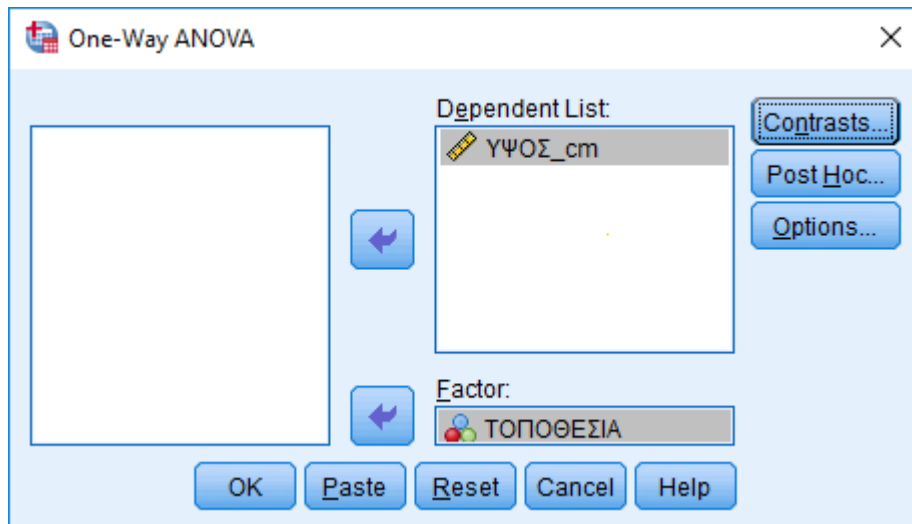 One-Way ANOVA
Dependent List:
ΥΨΟΣ_cm
Contrasts...
Post Hoc...
Options...
Factor:
ΤΟΠΟΘΕΣΙΑ
OK Paste Reset Cancel Help